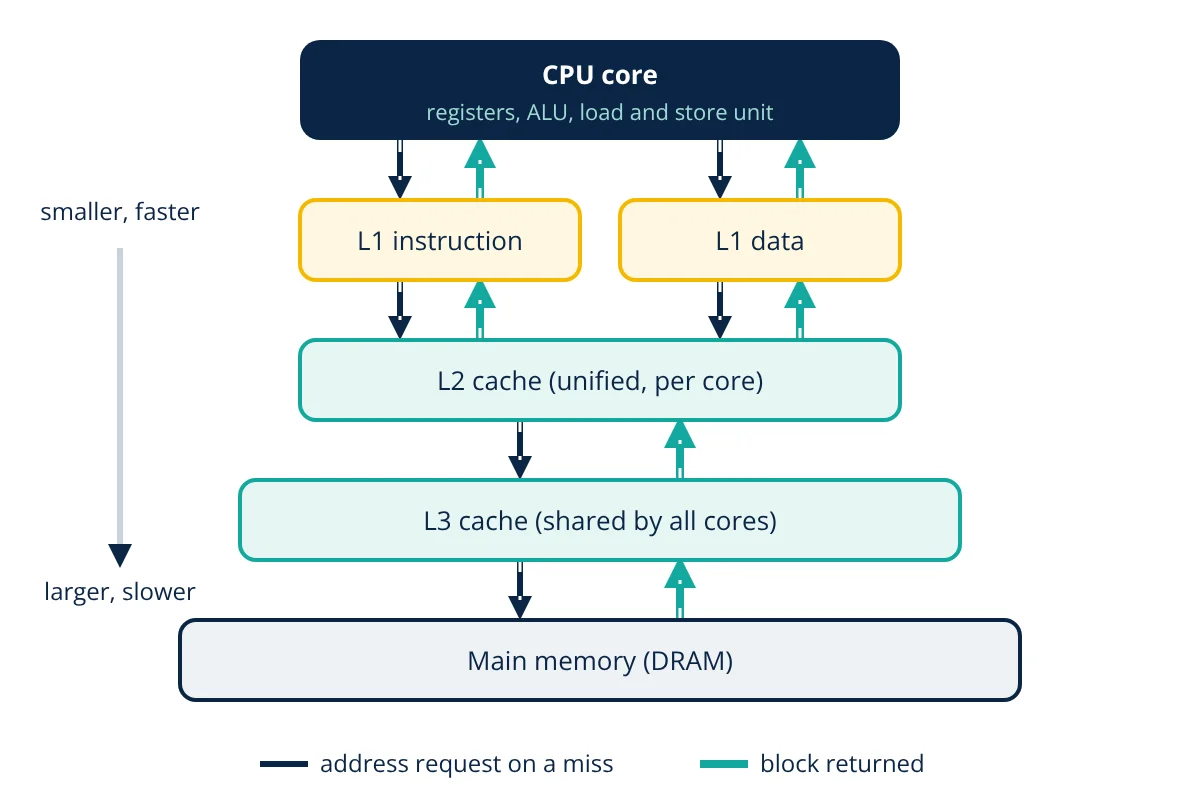 CPU core
registers, ALU, load and store unit
smaller, faster
L1 instruction
L1 data
L2 cache (unified, per core)
L3 cache (shared by all cores)
larger, slower
Main memory (DRAM)
address request on a miss
block returned